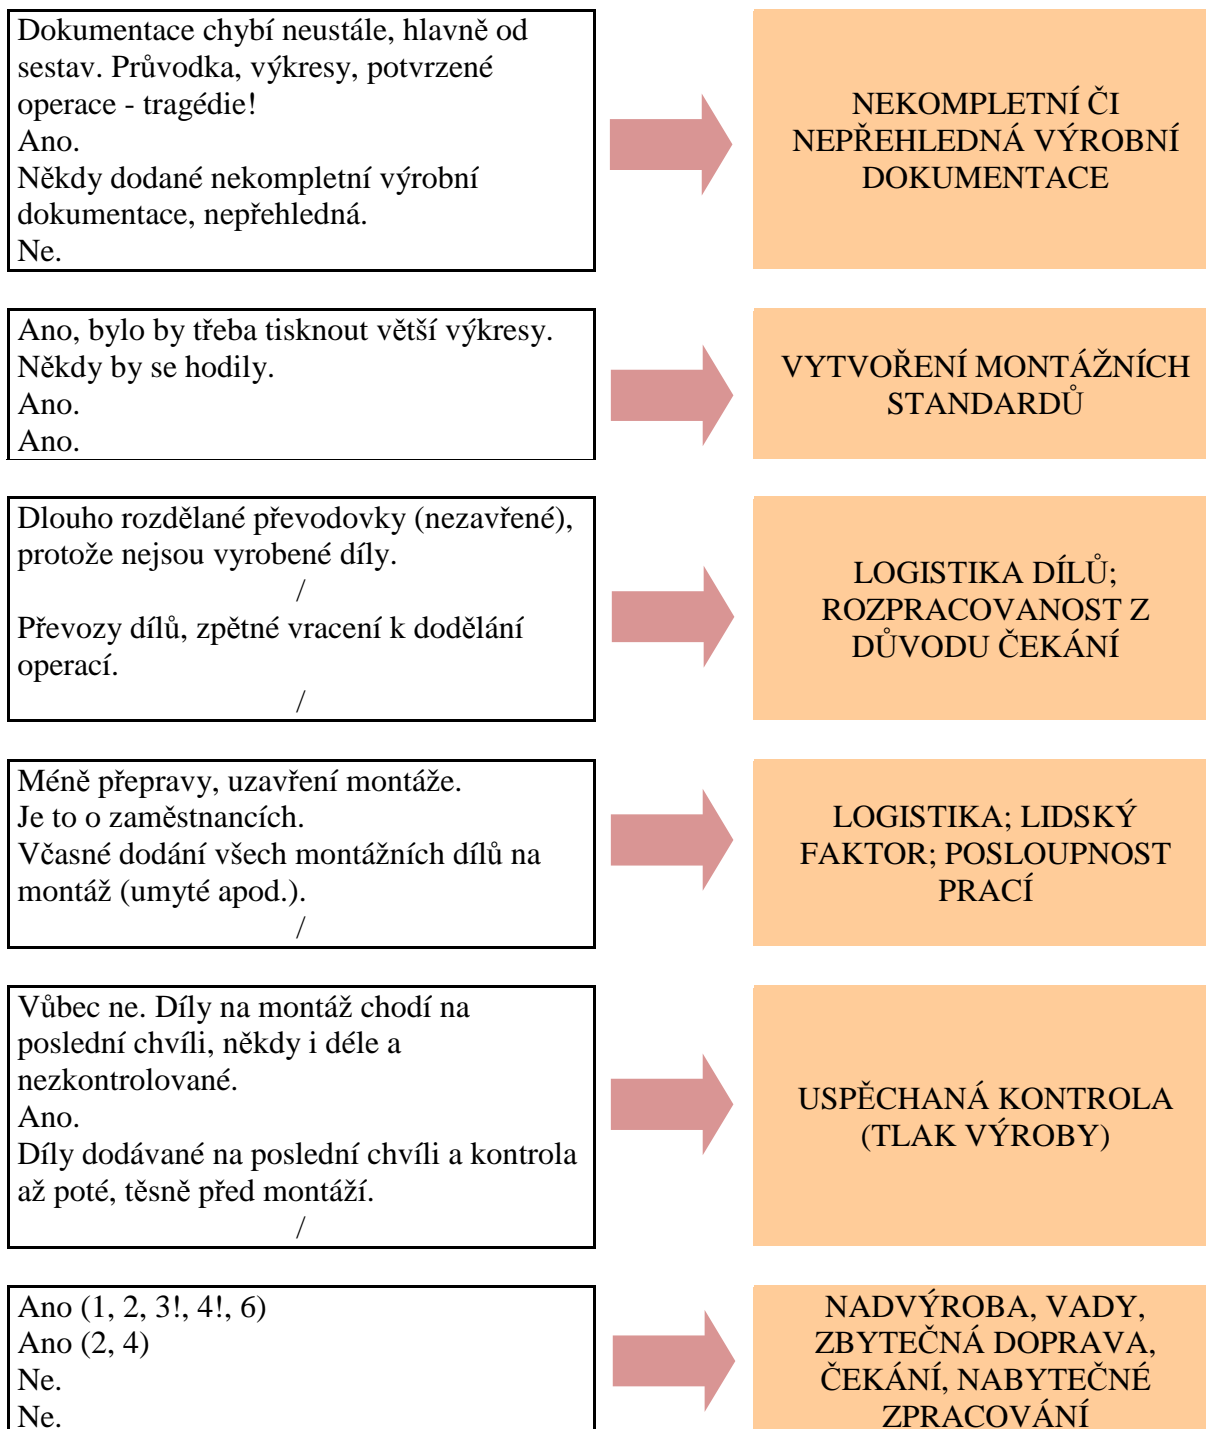 Dokumentace chybí neustále, hlavně od
sestav. Průvodka, výkresy, potvrzené
operace - tragédie!
Ano.
Někdy dodané nekompletní výrobní
dokumentace, nepřehledná.
Ne.
NEKOMPLETNÍ ČI
NEPŘEHLEDNÁ VÝROBNÍ
DOKUMENTACE
Ano, bylo by třeba tisknout větší výkresy.
Někdy by se hodily.
Ano.
Ano.
VYTVOŘENÍ MONTÁŽNÍCH
STANDARDŮ
Dlouho rozdělané převodovky (nezavřené),
protože nejsou vyrobené díly.
/
Převozy dílů, zpětné vracení k dodělání
operací.
/
LOGISTIKA DÍLŮ;
ROZPRACOVANOST Z
DŮVODU ČEKÁNÍ
Méně přepravy, uzavření montáže.
Je to o zaměstnancích.
Včasné dodání všech montážních dílů na
montáž (umyté apod.).
/
LOGISTIKA; LIDSKÝ
FAKTOR; POSLOUPNOST
PRACÍ
Vůbec ne. Díly na montáž chodí na
poslední chvíli, někdy i déle a
nezkontrolované.
Ano.
Díly dodávané na poslední chvíli a kontrola
až poté, těsně před montáží.
/
USPĚCHANÁ KONTROLA
(TLAK VÝROBY)
Ano (1, 2, 3!, 4!, 6)
Ano (2, 4)
Ne.
Ne.
NADVÝROBA, VADY,
ZBYTEČNÁ DOPRAVA,
ČEKÁNÍ, NABYTEČNÉ
ZPRACOVÁNÍ